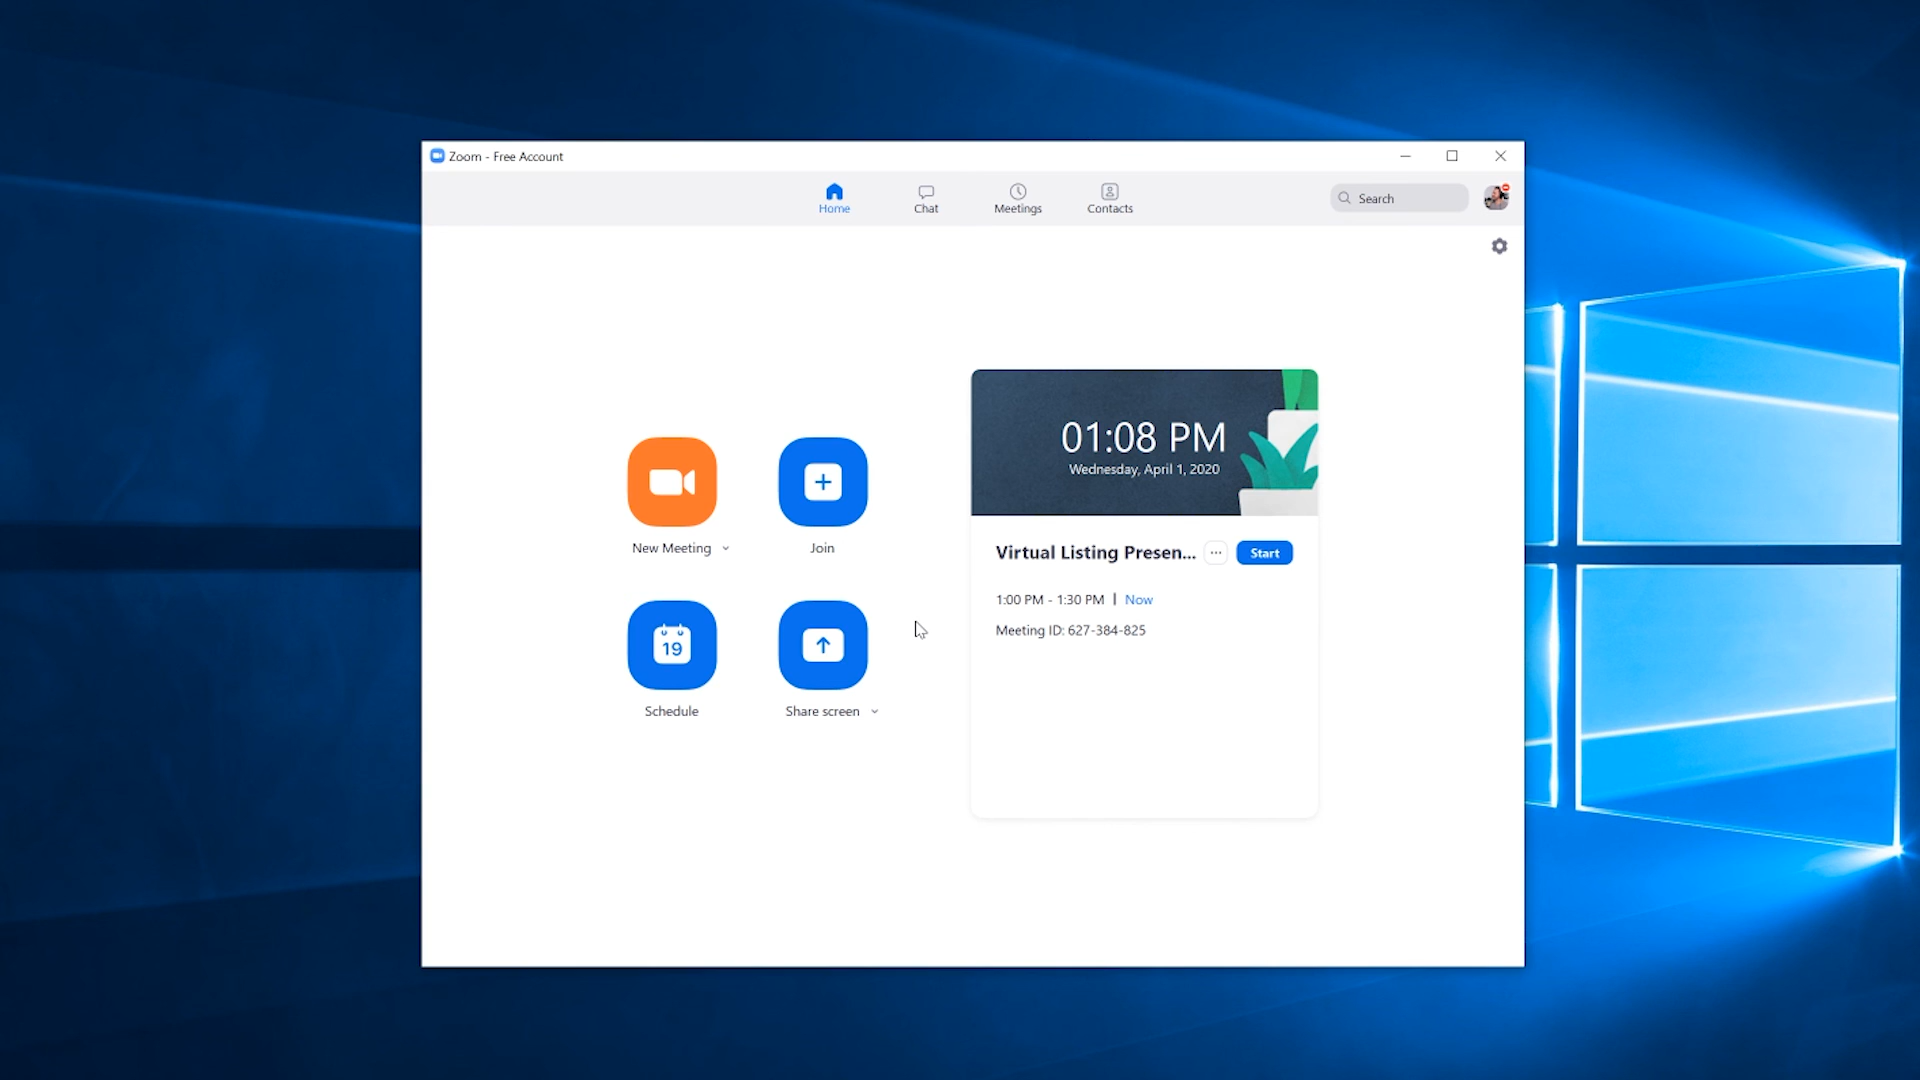 Zoom - Free Account
Home
Chat
Meetings
Contacts
Search
01:08 PM
Wednesday, April 1, 2020
New Meeting
Join
Virtual Listing Presen... ... Start
1:00 PM - 1:30 PM | Now
Meeting ID: 627-384-825
19
Schedule
Share screen